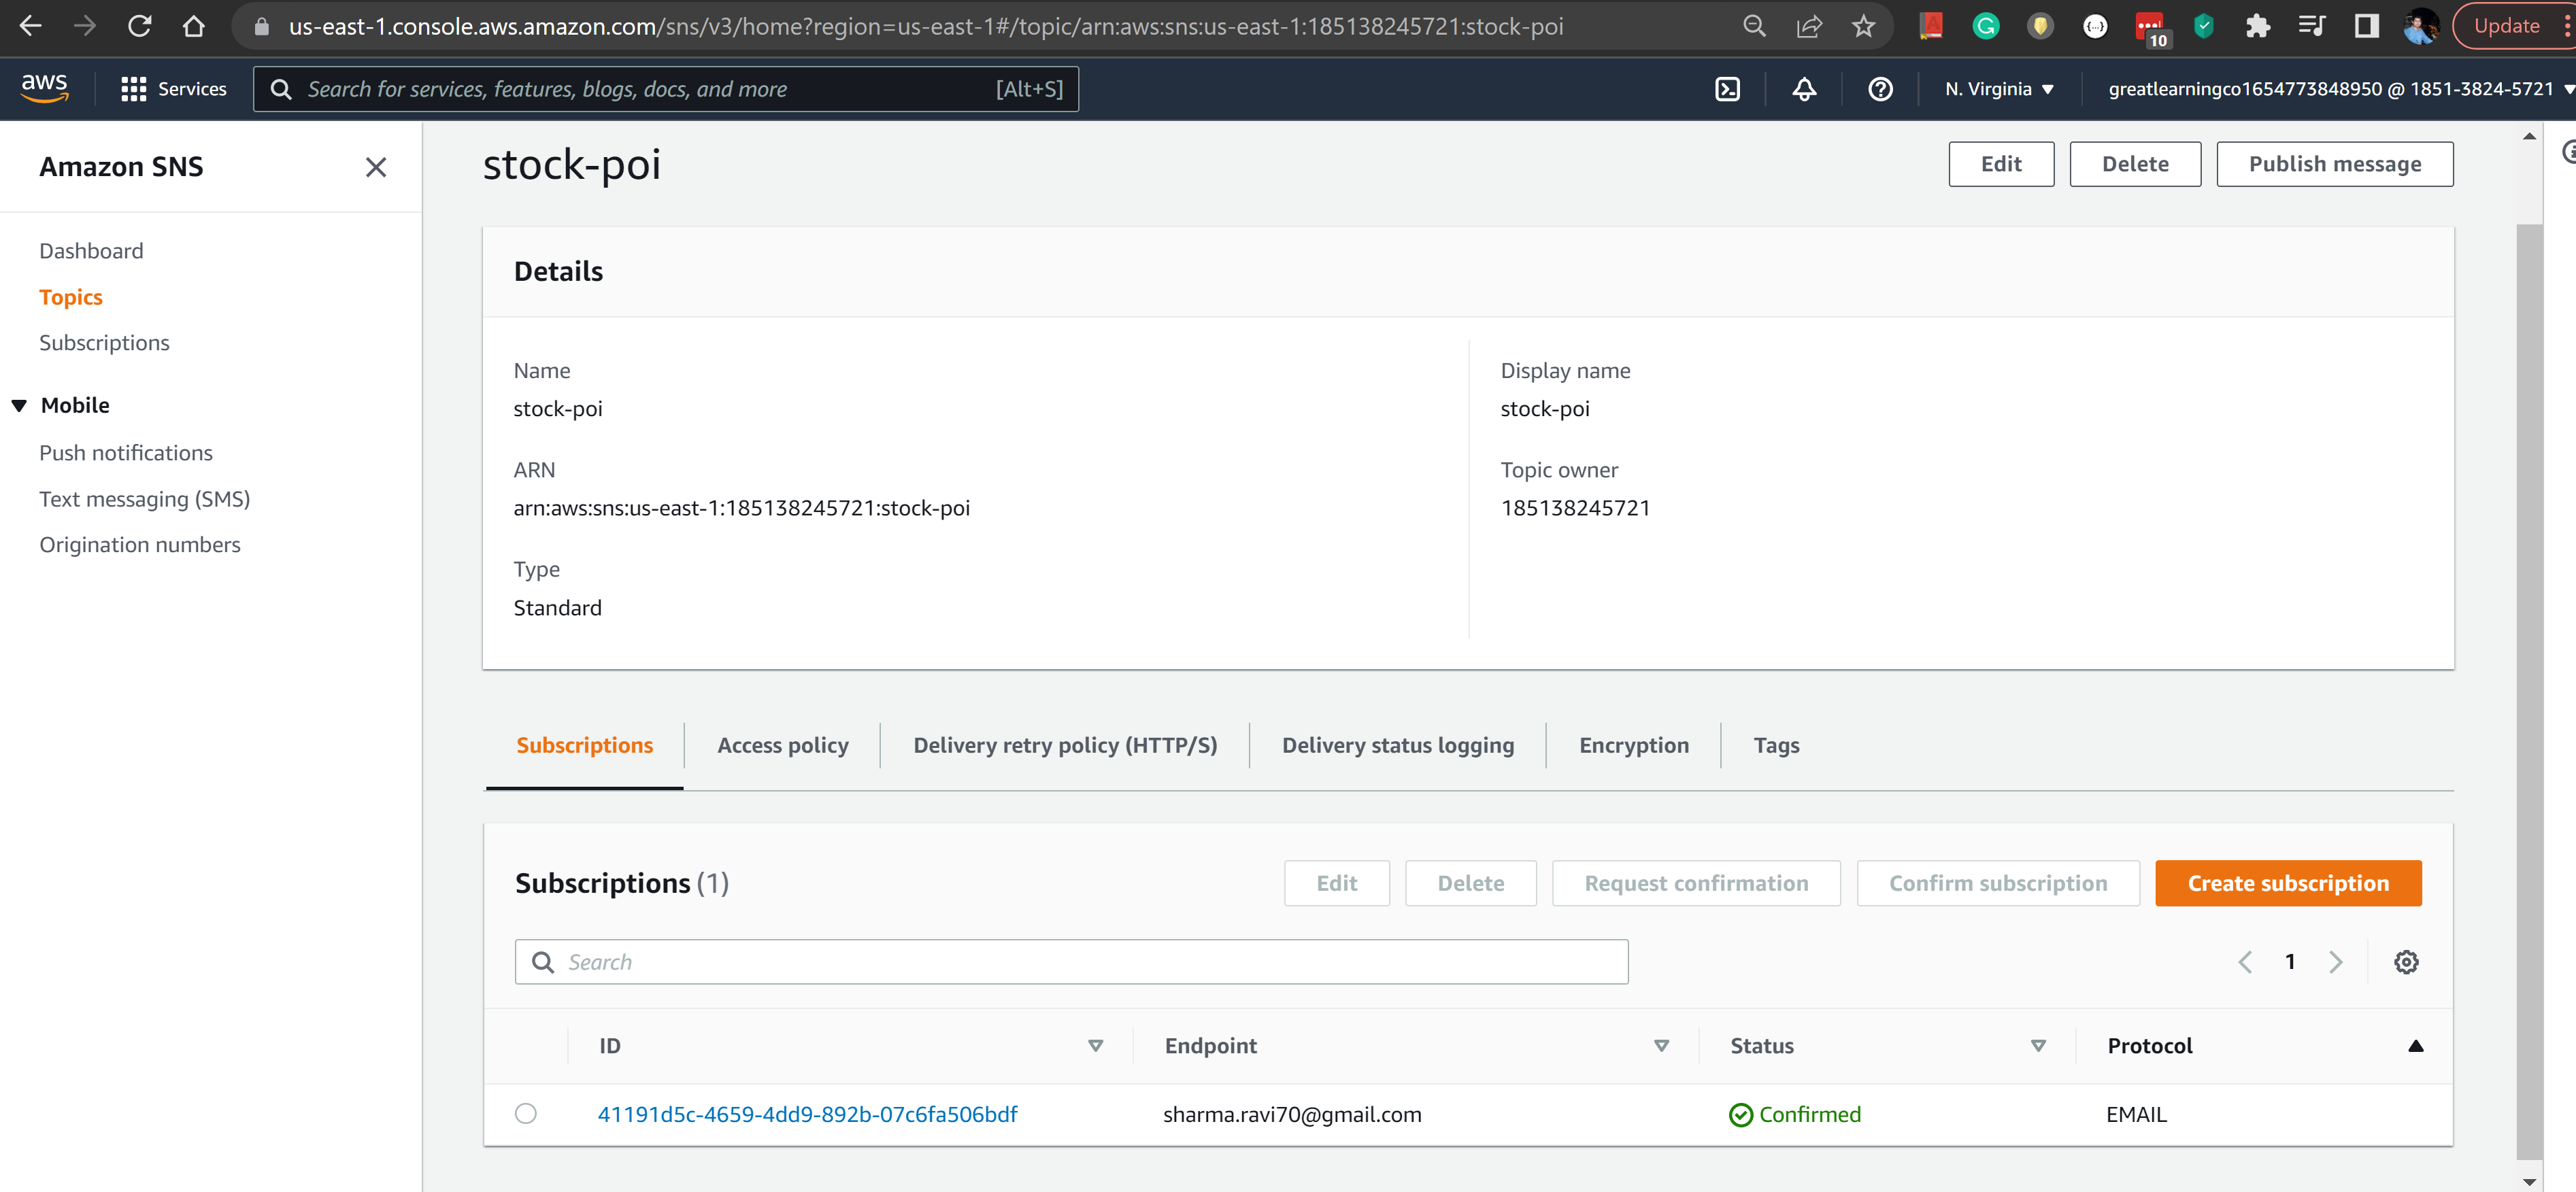 us-east-1.console.aws.amazon.com/sns/v3/home?region=us-east-1#/topic/arn:aws:sns:us-east-1:185138245721:stock-poi
10
Update
aws
Services
Search for services, features, blogs, docs, and more
[Alt+S]
N. Virginia
greatlearningco1654773848950 @ 1851-3824-5721
Amazon SNS
Dashboard
Topics
Subscriptions
Mobile
Push notifications
Text messaging (SMS)
Origination numbers
stock-poi
Edit
Delete
Publish message
Details
Name
stock-poi
ARN
arn:aws:sns:us-east-1:185138245721:stock-poi
Type
Standard
Display name
stock-poi
Topic owner
185138245721
Subscriptions
Access policy
Delivery retry policy (HTTP/S)
Delivery status logging
Encryption
Tags
Subscriptions (1)
Edit
Delete
Request confirmation
Confirm subscription
Create subscription
Search
1
ID
Endpoint
Status
Protocol
41191d5c-4659-4dd9-892b-07c6fa506bdf
sharma.ravi70@gmail.com
Confirmed
EMAIL